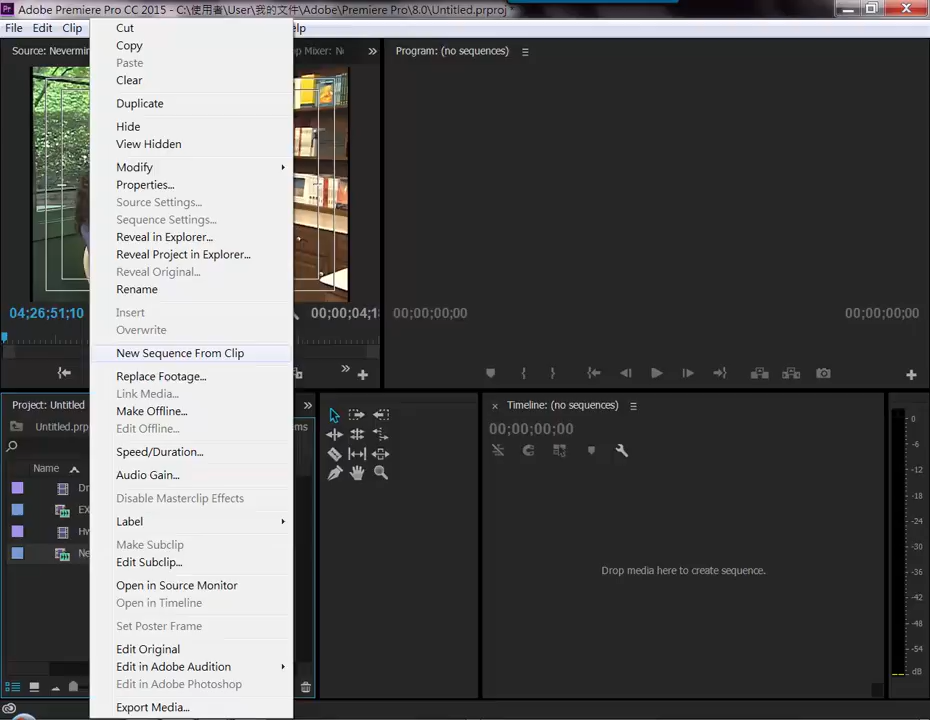 Adobe Premiere Pro CC 2015 - C:\使用者\User\我的文件\Adobe\Premiere Pro\8.0\Untitled.prproj *
File Edit Clip
elp
Source: Nevermin
op Mixer: N
Program: (no sequences)
Cut
Copy
Paste
Clear
Duplicate
Hide
View Hidden
Modify
Properties...
Source Settings...
Sequence Settings...
Reveal in Explorer...
Reveal Project in Explorer...
Reveal Original...
Rename
Insert
Overwrite
New Sequence From Clip
Replace Footage...
Link Media...
Make Offline...
Edit Offline...
Speed/Duration...
Audio Gain...
Disable Masterclip Effects
Label
Make Subclip
Edit Subclip...
Open in Source Monitor
Open in Timeline
Set Poster Frame
Edit Original
Edit in Adobe Audition
Edit in Adobe Photoshop
Export Media...
04;26;51;10
00;00;04;18
00;00;00;00
00;00;00;00
Project: Untitled
Untitled.prp
ms
Name
Dr
EX
Hv
Ne
Timeline: (no sequences)
00;00;00;00
Drop media here to create sequence.
0
-6
-12
-18
-24
-30
-36
-42
-48
-54
dB